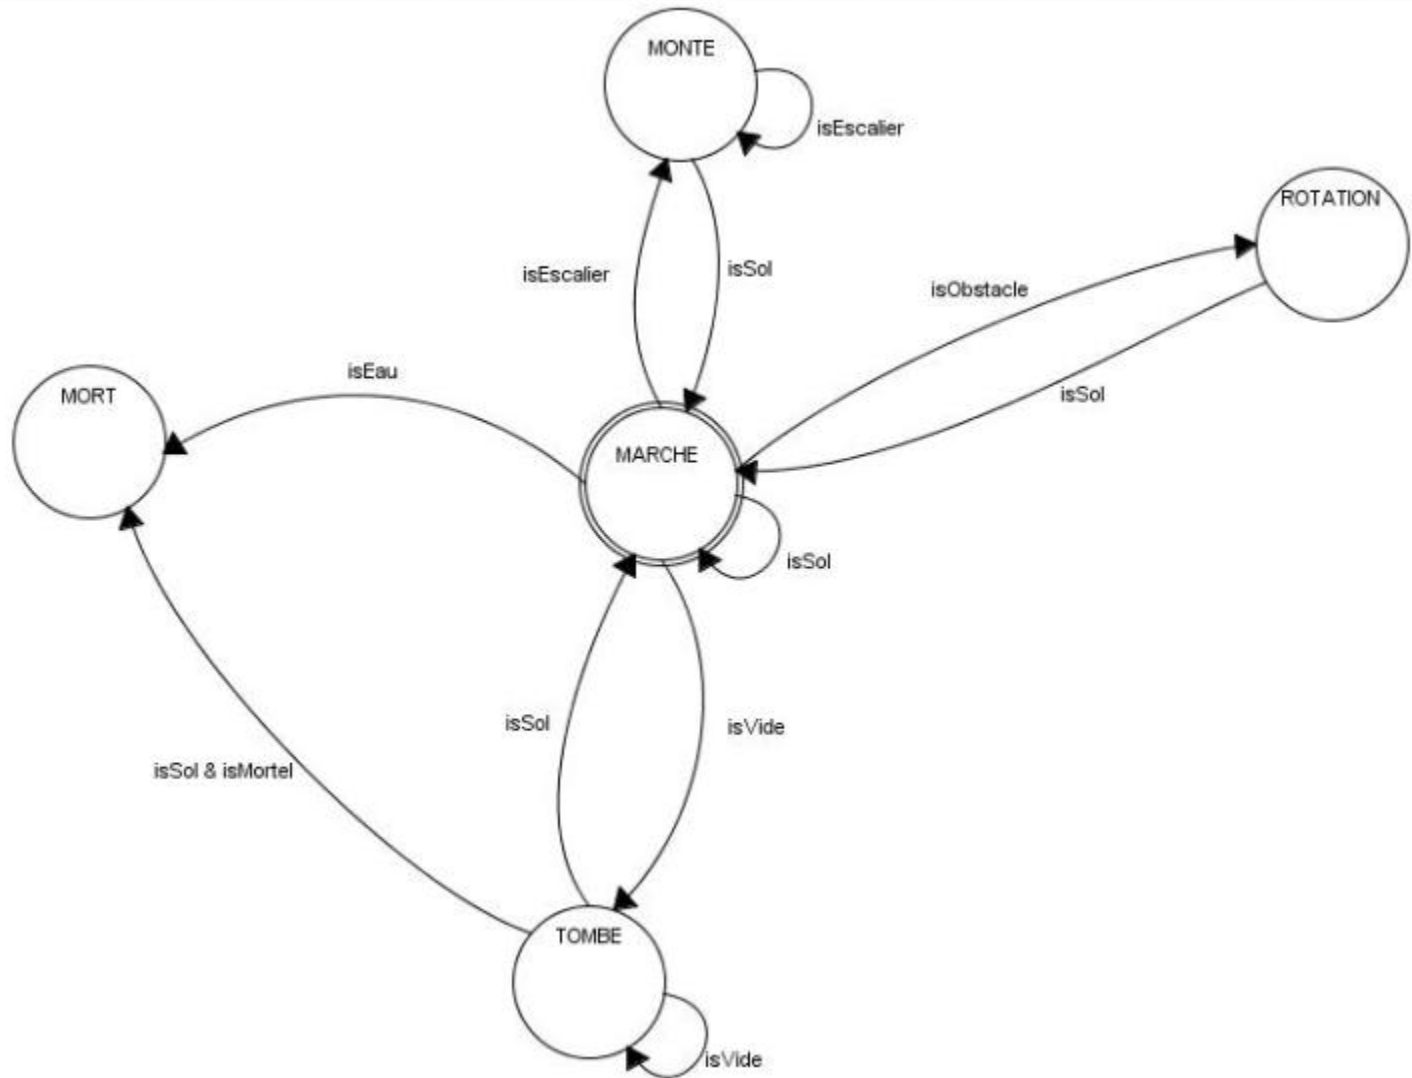 MONTE
isEscalier
ROTATION
isEscalier
isSol
isObstacle
isEau
MORT
isSol
MARCHE
isSol
isSol
isVide
isSol & isMortel
TOMBE
isVide